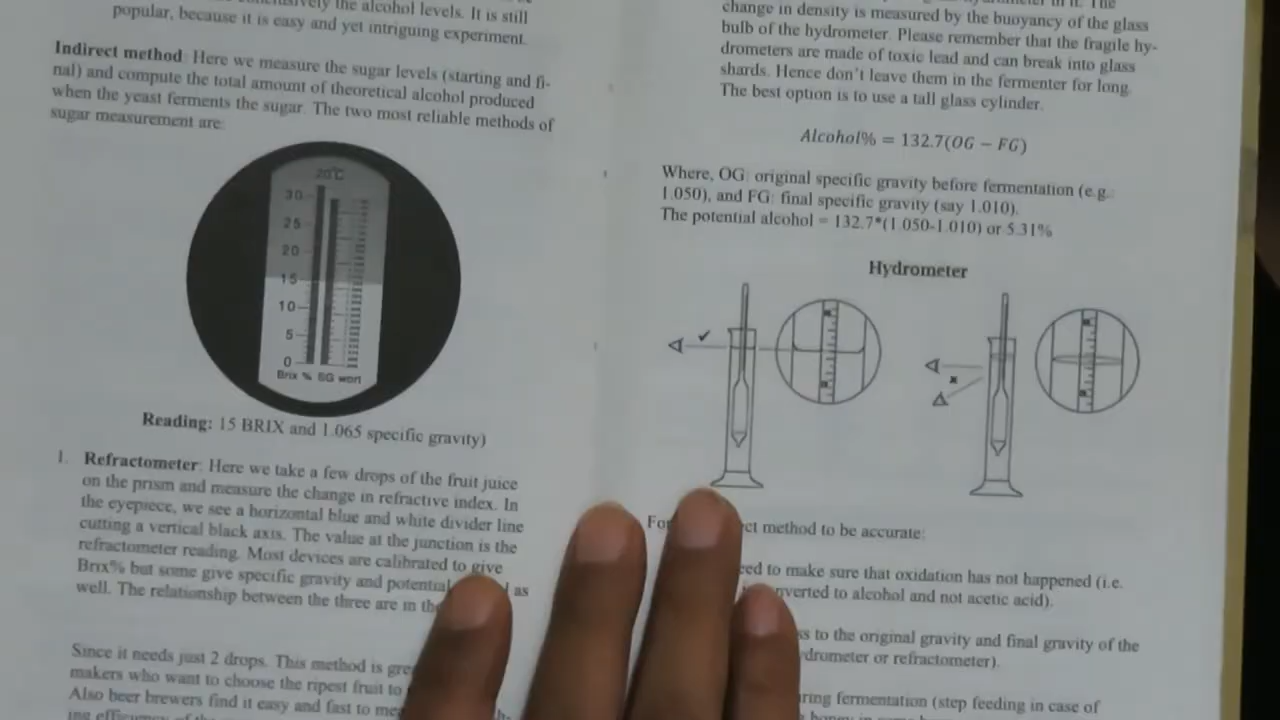 the alcohol levels. It is still
popular, because it is easy and yet intriguing experiment.
Indirect method: Here we measure the sugar levels (starting and fi-
nal) and compute the total amount of theoretical alcohol produced
when the yeast ferments the sugar. The two most reliable methods of
sugar measurement are:
20°C
30
25
20
15
10
5
0
Brix % SG wort
Reading: 15 BRIX and 1.065 specific gravity)
1. Refractometer: Here we take a few drops of the fruit juice
on the prism and measure the change in refractive index. In
the eyepiece, we see a horizontal blue and white divider line
cutting a vertical black axis. The value at the junction is the
refractometer reading. Most devices are calibrated to give
Brix% but some give specific gravity and potential as
well. The relationship between the three are in the
Since it needs just 2 drops. This method is
makers who want to choose the ripest fruit to
Also beer brewers find it easy and fast to
change in density is measured by the buoyancy of the glass
bulb of the hydrometer. Please remember that the fragile hy-
drometers are made of toxic lead and can break into glass
shards. Hence don't leave them in the fermenter for long.
The best option is to use a tall glass cylinder.
Alcohol% = 132.7(OG − FG)
Where, OG: original specific gravity before fermentation (e.g.
1.050), and FG: final specific gravity (say 1.010).
The potential alcohol = 132.7*(1.050-1.010) or 5.31%
Hydrometer
method to be accurate:
to make sure that oxidation has not happened (i.e.
to alcohol and not acetic acid).
to the original gravity and final gravity of the
or refractometer).
fermentation (step feeding in case of